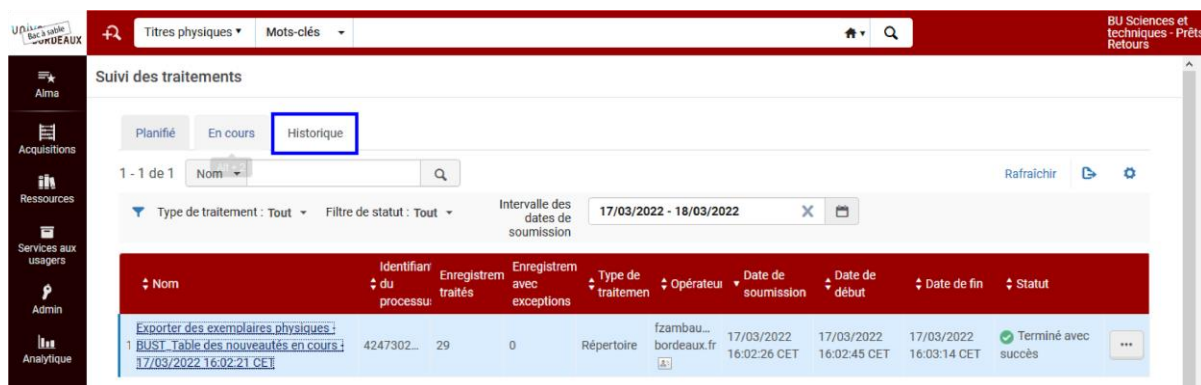 Bac à sable
Titres physiques
Mots-clés
BU Sciences et
techniques - Prêts
Retours
Alma
Acquisitions
Ressources
Services aux
usagers
Admin
Analytique
Suivi des traitements
Planifié
En cours
Historique
1 - 1 de 1
Nom
Rafraîchir
Type de traitement : Tout
Filtre de statut : Tout
Intervalle des
dates de
soumission
17/03/2022 - 18/03/2022
Nom
Identifian
du
processu
Enregistrem
traités
Enregistrem
avec
exceptions
Type de
traitemen
Opérateu
Date de
soumission
Date de
début
Date de fin
Statut
1
Exporter des exemplaires physiques -
BUST_Table des nouveautés en cours -
17/03/2022 16:02:21 CET
4247302...
29
0
Répertoire
fzambau...
bordeaux.fr
17/03/2022
16:02:26 CET
17/03/2022
16:02:45 CET
17/03/2022
16:03:14 CET
Terminé avec
succès